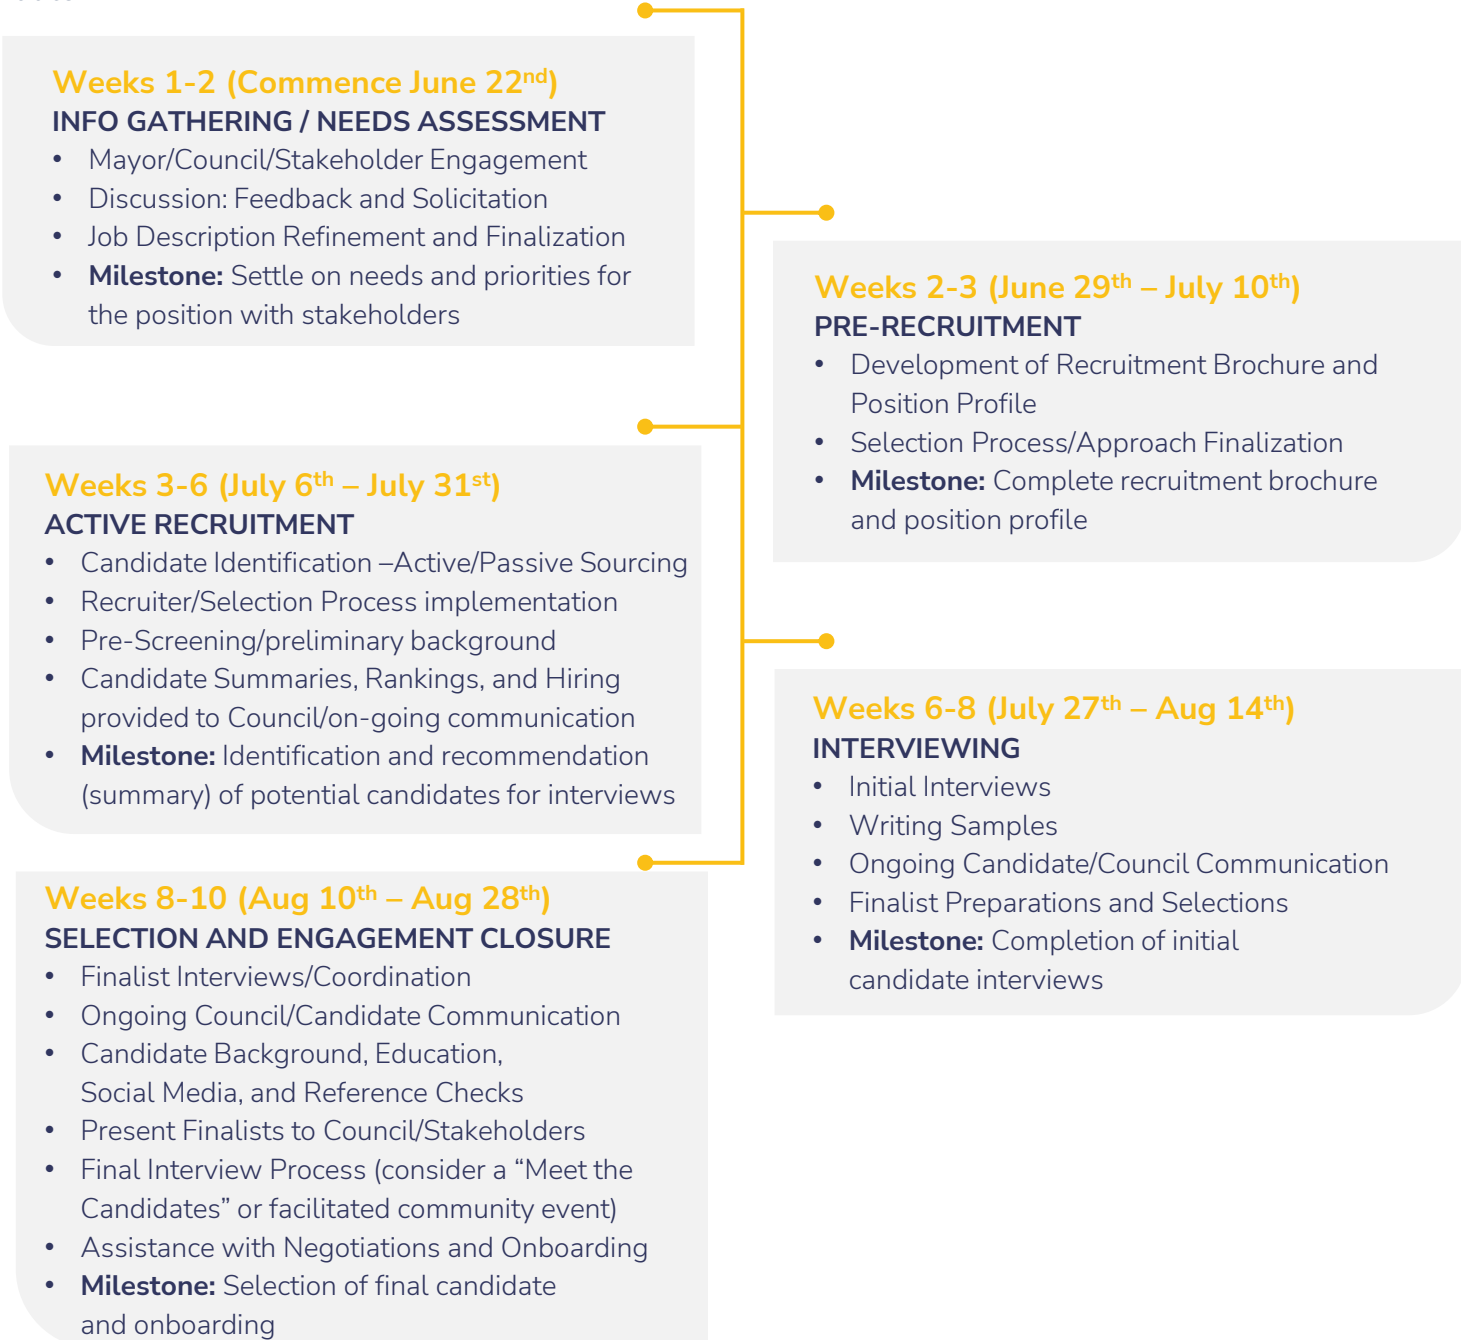 Weeks 1-2 (Commence June 22nd)
INFO GATHERING / NEEDS ASSESSMENT
• Mayor/Council/Stakeholder Engagement
• Discussion: Feedback and Solicitation
• Job Description Refinement and Finalization
• Milestone: Settle on needs and priorities for
the position with stakeholders
Weeks 2-3 (June 29th – July 10th)
PRE-RECRUITMENT
• Development of Recruitment Brochure and
Position Profile
• Selection Process/Approach Finalization
• Milestone: Complete recruitment brochure
and position profile
Weeks 3-6 (July 6th – July 31st)
ACTIVE RECRUITMENT
• Candidate Identification –Active/Passive Sourcing
• Recruiter/Selection Process implementation
• Pre-Screening/preliminary background
• Candidate Summaries, Rankings, and Hiring
provided to Council/on-going communication
• Milestone: Identification and recommendation
(summary) of potential candidates for interviews
Weeks 6-8 (July 27th – Aug 14th)
INTERVIEWING
• Initial Interviews
• Writing Samples
• Ongoing Candidate/Council Communication
• Finalist Preparations and Selections
• Milestone: Completion of initial
candidate interviews
Weeks 8-10 (Aug 10th – Aug 28th)
SELECTION AND ENGAGEMENT CLOSURE
• Finalist Interviews/Coordination
• Ongoing Council/Candidate Communication
• Candidate Background, Education,
Social Media, and Reference Checks
• Present Finalists to Council/Stakeholders
• Final Interview Process (consider a “Meet the
Candidates” or facilitated community event)
• Assistance with Negotiations and Onboarding
• Milestone: Selection of final candidate
and onboarding